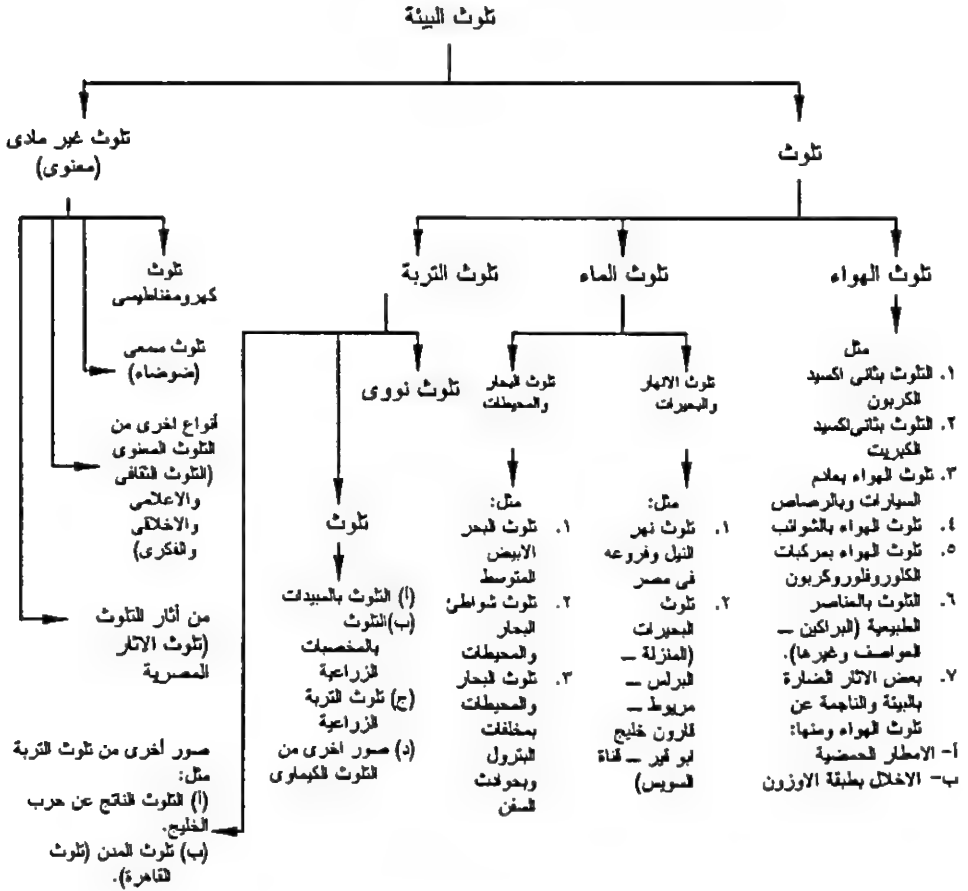 تلوث البيئة
تلوث
تلوث غير مادى
(معنوى)
تلوث الهواء
تلوث الماء
تلوث التربة
مثل
١. التلوث بثانى اكسيد
الكربون
٢. التلوث بثانى اكسيد
الكبريت
٣. تلوث الهواء بعادم
السيارات وبالرصاص
٤. تلوث الهواء بالشوائب
٥. تلوث الهواء بمركبات
الكلوروفلوروكربون
٦. التلوث بالعناصر
الطبيعية (البراكين –
العواصف وغيرها).
٧. بعض الاثار الضارة
بالبيئة والناجمة عن
تلوث الهواء ومنها:
أ- الامطار الحمضية
ب- الاخلال بطبقة الاوزون
تلوث الانهار
والبحيرات
مثل:
١. تلوث نهر
النيل وفروعه
فى مصر
٢. تلوث
البحيرات
(المنزلة –
البرلس –
مريوط –
قارون خليج
ابو قير – قناة
السويس)
تلوث البحار
والمحيطات
مثل:
١. تلوث البحر
الابيض
المتوسط
٢. تلوث شواطئ
البحار
والمحيطات
٣. تلوث البحار
والمحيطات
بمخلفات
البترول
وبحوادث
السفن
تلوث نووى
تلوث
(أ) التلوث بالمبيدات
(ب) التلوث
بالمخصبات
الزراعية
(ج) تلوث التربة
الزراعية
(د) صور اخرى من
التلوث الكيماوى
صور أخرى من تلوث التربة
مثل:
(أ) التلوث الناتج عن حرب
الخليج.
(ب) تلوث المدن (تلوث
القاهرة).
تلوث
كهرومغناطيسى
تلوث سمعى
(ضوضاء)
أنواع اخرى من
التلوث المعنوى
(التلوث الثقافى
والاعلامى
والاخلاقى
والفكرى)
من أثار التلوث
(تلوث الاثار
المصرية